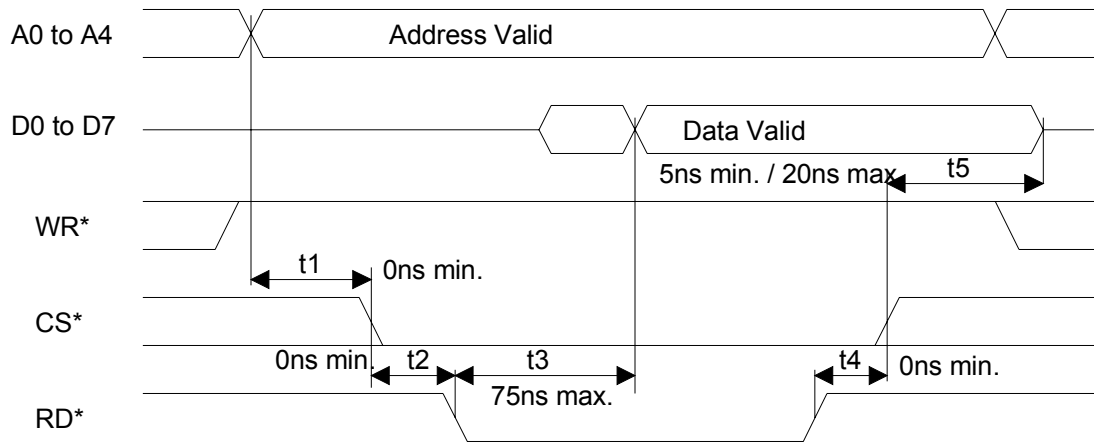 A0 to A4
Address Valid
D0 to D7
Data Valid
5ns min. / 20ns max
t5
WR*
t1
0ns min.
CS*
0ns min.
t2
t3
t4
0ns min.
75ns max.
RD*